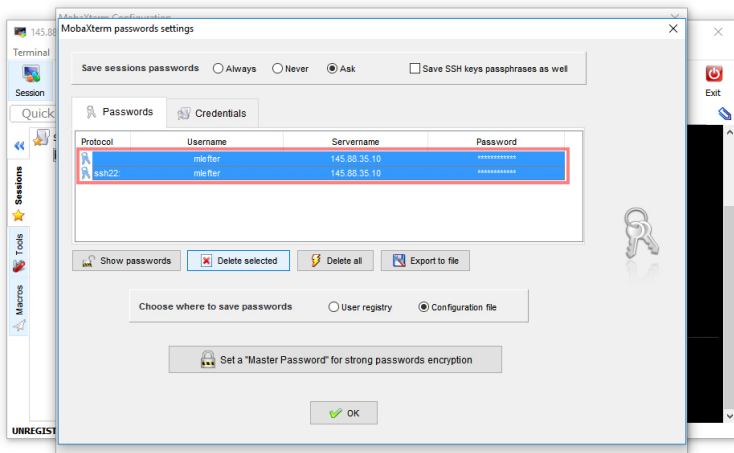 MobaXterm Configuration
145.88
MobaXterm passwords settings
Terminal
Session
Exit
Quick
Sessions
Tools
Macros
Save sessions passwords Always Never Ask Save SSH keys passphrases as well
Passwords Credentials
Protocol Username Servername Password
mlefter 145.88.35.10 ************
ssh22: mlefter 145.88.35.10 ************
Show passwords Delete selected Delete all Export to file
Choose where to save passwords User registry Configuration file
Set a "Master Password" for strong passwords encryption
OK
UNREGIST